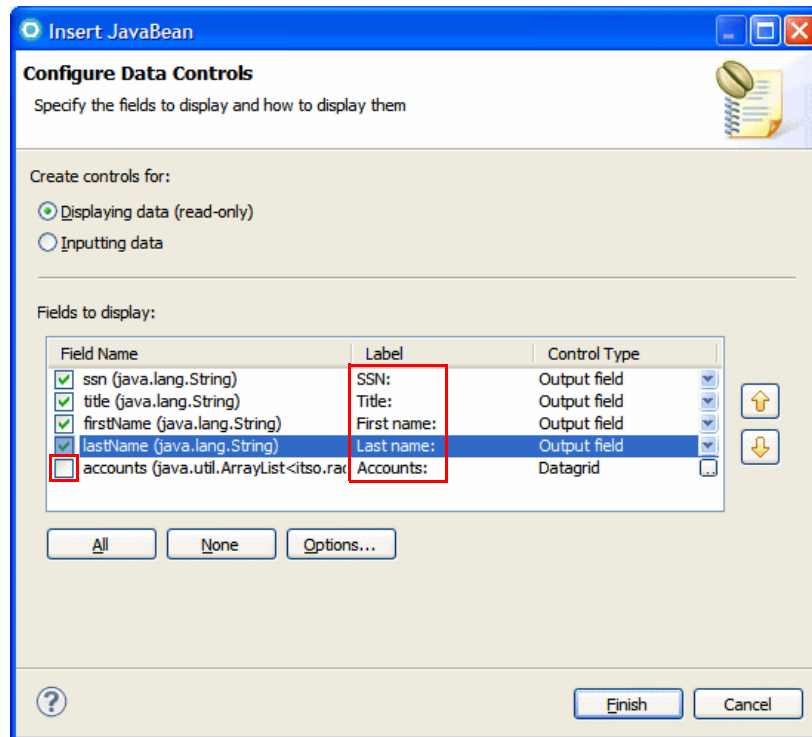 Insert JavaBean
Configure Data Controls
Specify the fields to display and how to display them
Create controls for:
Displaying data (read-only)
Inputting data
Fields to display:
Field Name Label Control Type
ssn (java.lang.String) SSN: Output field
title (java.lang.String) Title: Output field
firstName (java.lang.String) First name: Output field
lastName (java.lang.String) Last name: Output field
accounts (java.util.ArrayList<itso.rac Accounts: Datagrid ..
All None Options...
? Finish Cancel